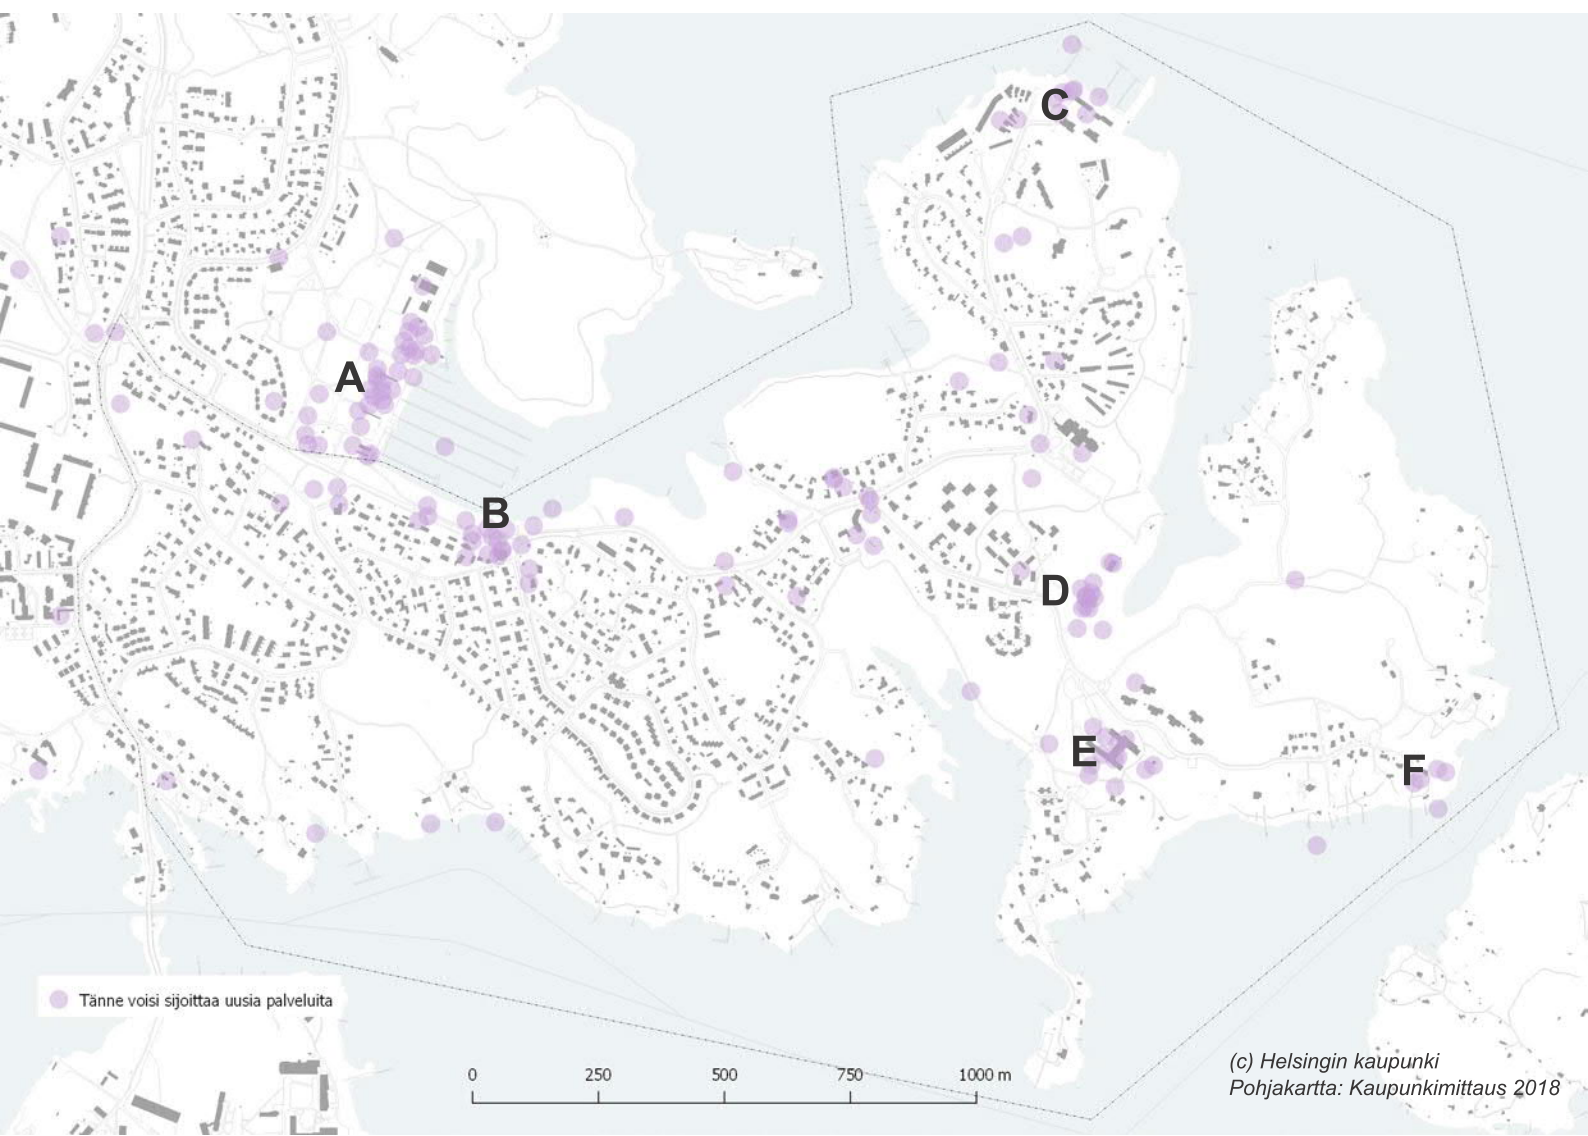 C
A
B
D
E
F
Tänne voisi sijoittaa uusia palveluita
0 250 500 750 1000 m
(c) Helsingin kaupunki
Pohjakartta: Kaupunkimittaus 2018